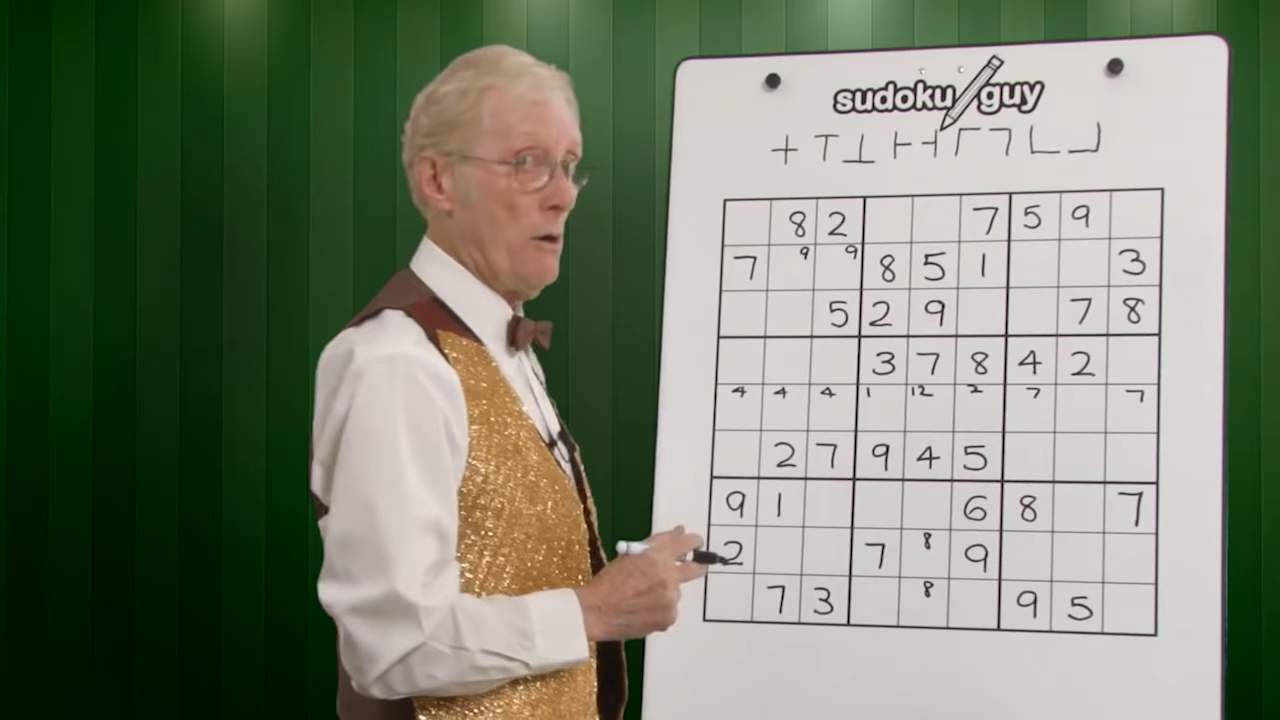 sudoku guy
8 2 7 5 9
7 9 9 8 5 1 3
5 2 9 7 8
3 7 8 4 2
4 4 4 1 12 2 7 7
2 7 9 4 5
9 1 6 8 7
2 7 8 9
7 3 8 9 5